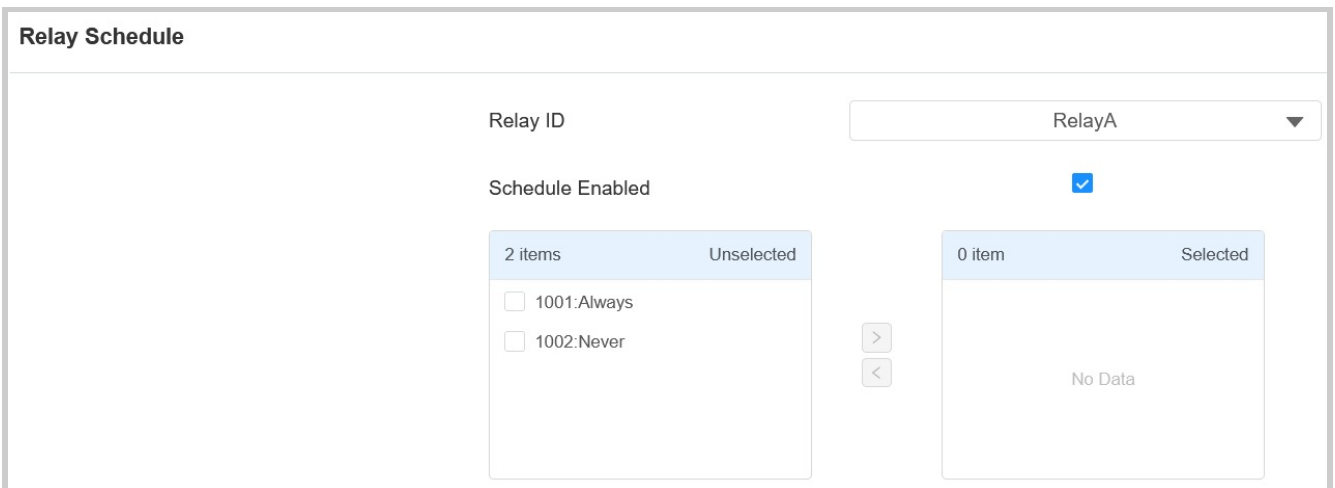 Relay Schedule
Relay ID
RelayA
Schedule Enabled
2 items Unselected
1001:Always
1002:Never
>
<
0 item Selected
No Data